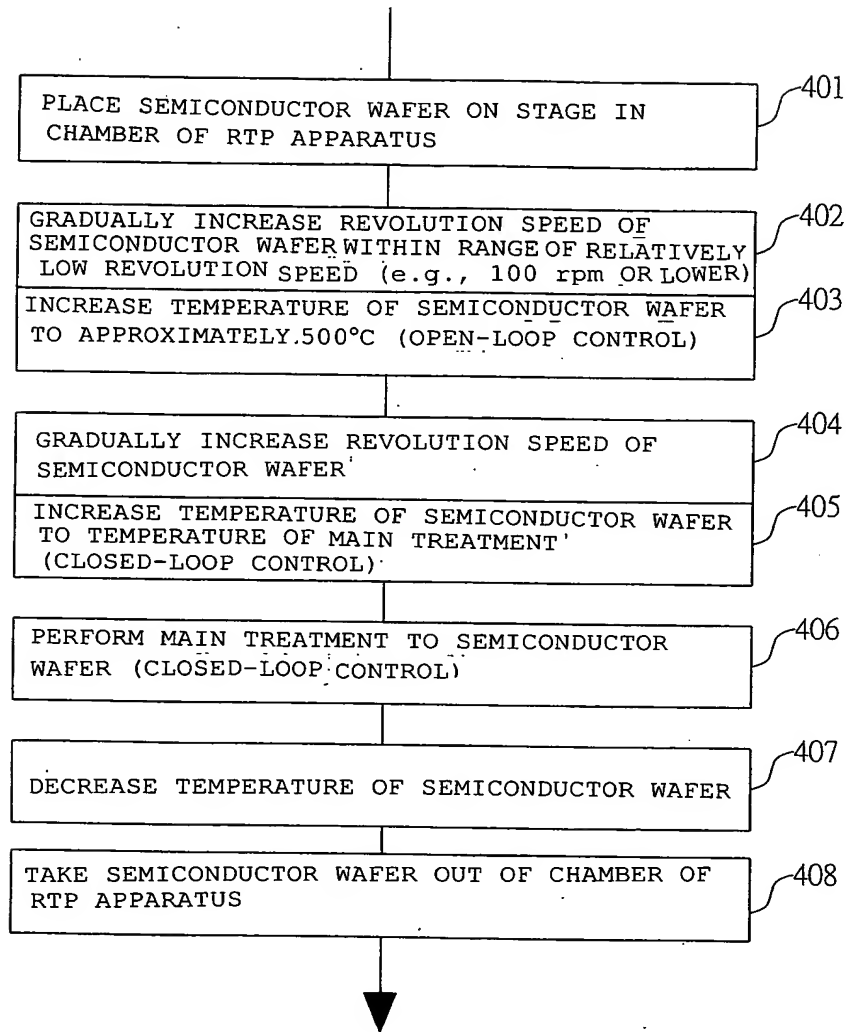 PLACE SEMICONDUCTOR WAFER ON STAGE IN
CHAMBER OF RTP APPARATUS
401
GRADUALLY INCREASE REVOLUTION SPEED OF
SEMICONDUCTOR WAFER WITHIN RANGE OF RELATIVELY
LOW REVOLUTION SPEED (e.g., 100 rpm OR LOWER)
402
INCREASE TEMPERATURE OF SEMICONDUCTOR WAFER
TO APPROXIMATELY 500°C (OPEN-LOOP CONTROL)
403
GRADUALLY INCREASE REVOLUTION SPEED OF
SEMICONDUCTOR WAFER
404
INCREASE TEMPERATURE OF SEMICONDUCTOR WAFER
TO TEMPERATURE OF MAIN TREATMENT
(CLOSED-LOOP CONTROL)
405
PERFORM MAIN TREATMENT TO SEMICONDUCTOR
WAFER (CLOSED-LOOP CONTROL)
406
DECREASE TEMPERATURE OF SEMICONDUCTOR WAFER
407
TAKE SEMICONDUCTOR WAFER OUT OF CHAMBER OF
RTP APPARATUS
408